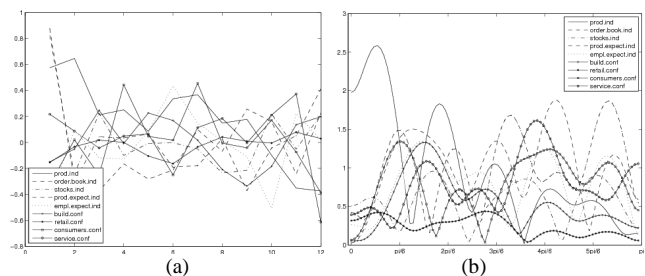 1
0.8
0.6
0.4
0.2
0
-0.2
-0.4
-0.6
-0.8
prod.ind
order.book.ind
stocks.ind
prod.expect.ind
empl.expect.ind
build.conf
retail.conf
consumers.conf
service.conf
0 2 4 6 8 10 12
(a)
3
2.5
2
1.5
1
0.5
0
prod.ind
order.book.ind
stocks.ind
prod.expect.ind
empl.expect.ind
build.conf
retail.conf
consumers.conf
service.conf
0 pi/6 2pi/6 3pi/6 4pi/6 5pi/6 pi
(b)